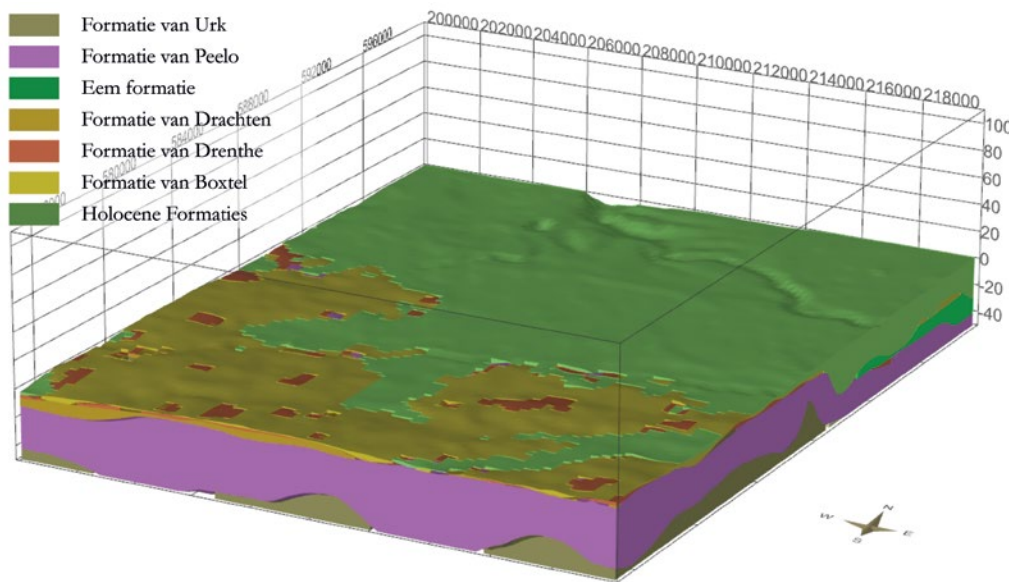 Formatie van Urk
Formatie van Peelo
Eem formatie
Formatie van Drachten
Formatie van Drenthe
Formatie van Boxtel
Holocene Formaties
200000 202000 204000 206000 208000 210000 212000 214000 216000 218000
596000
592000
588000
584000
580000
100
80
60
40
20
0
-20
-40
N
W
E
S